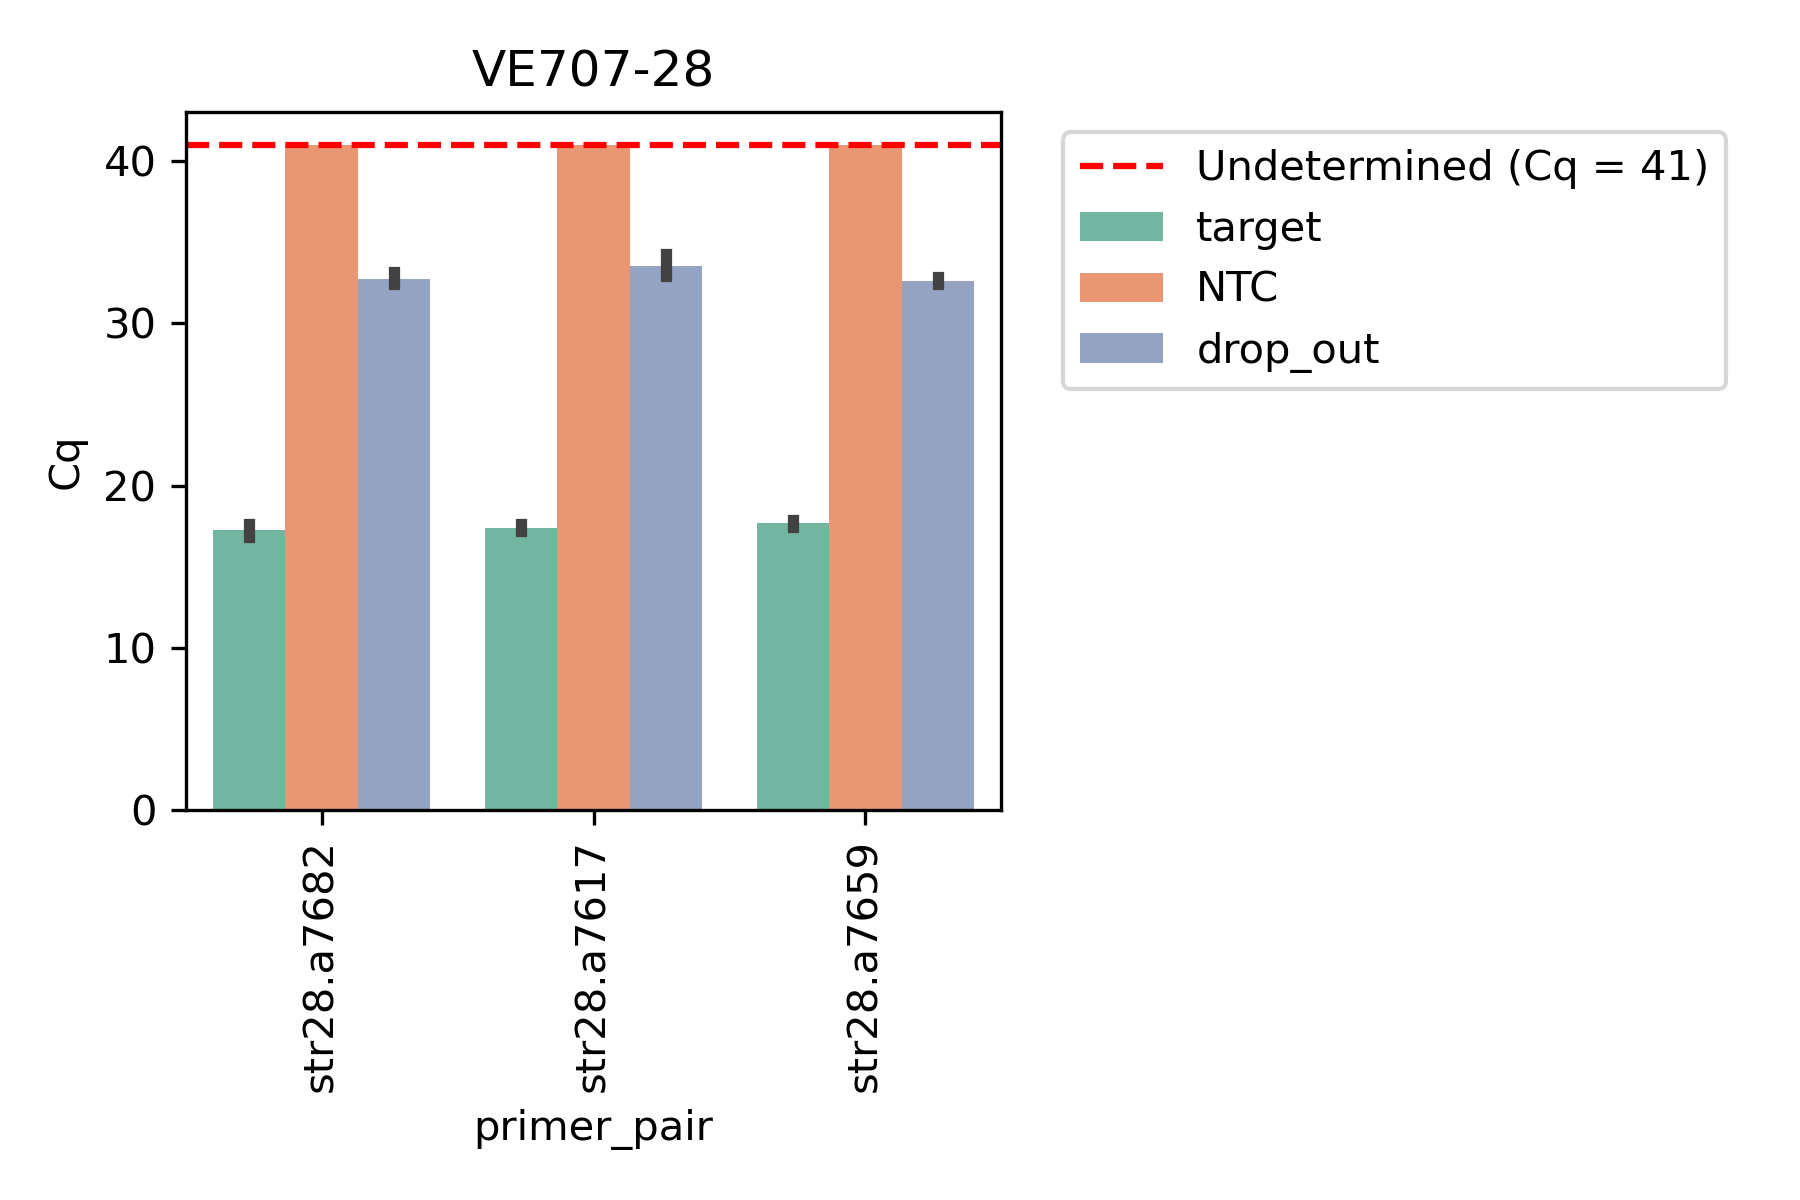 VE707-28
Cq
40
30
20
10
0
str28.a7682
str28.a7617
str28.a7659
primer_pair
Undetermined (Cq = 41)
target
NTC
drop_out